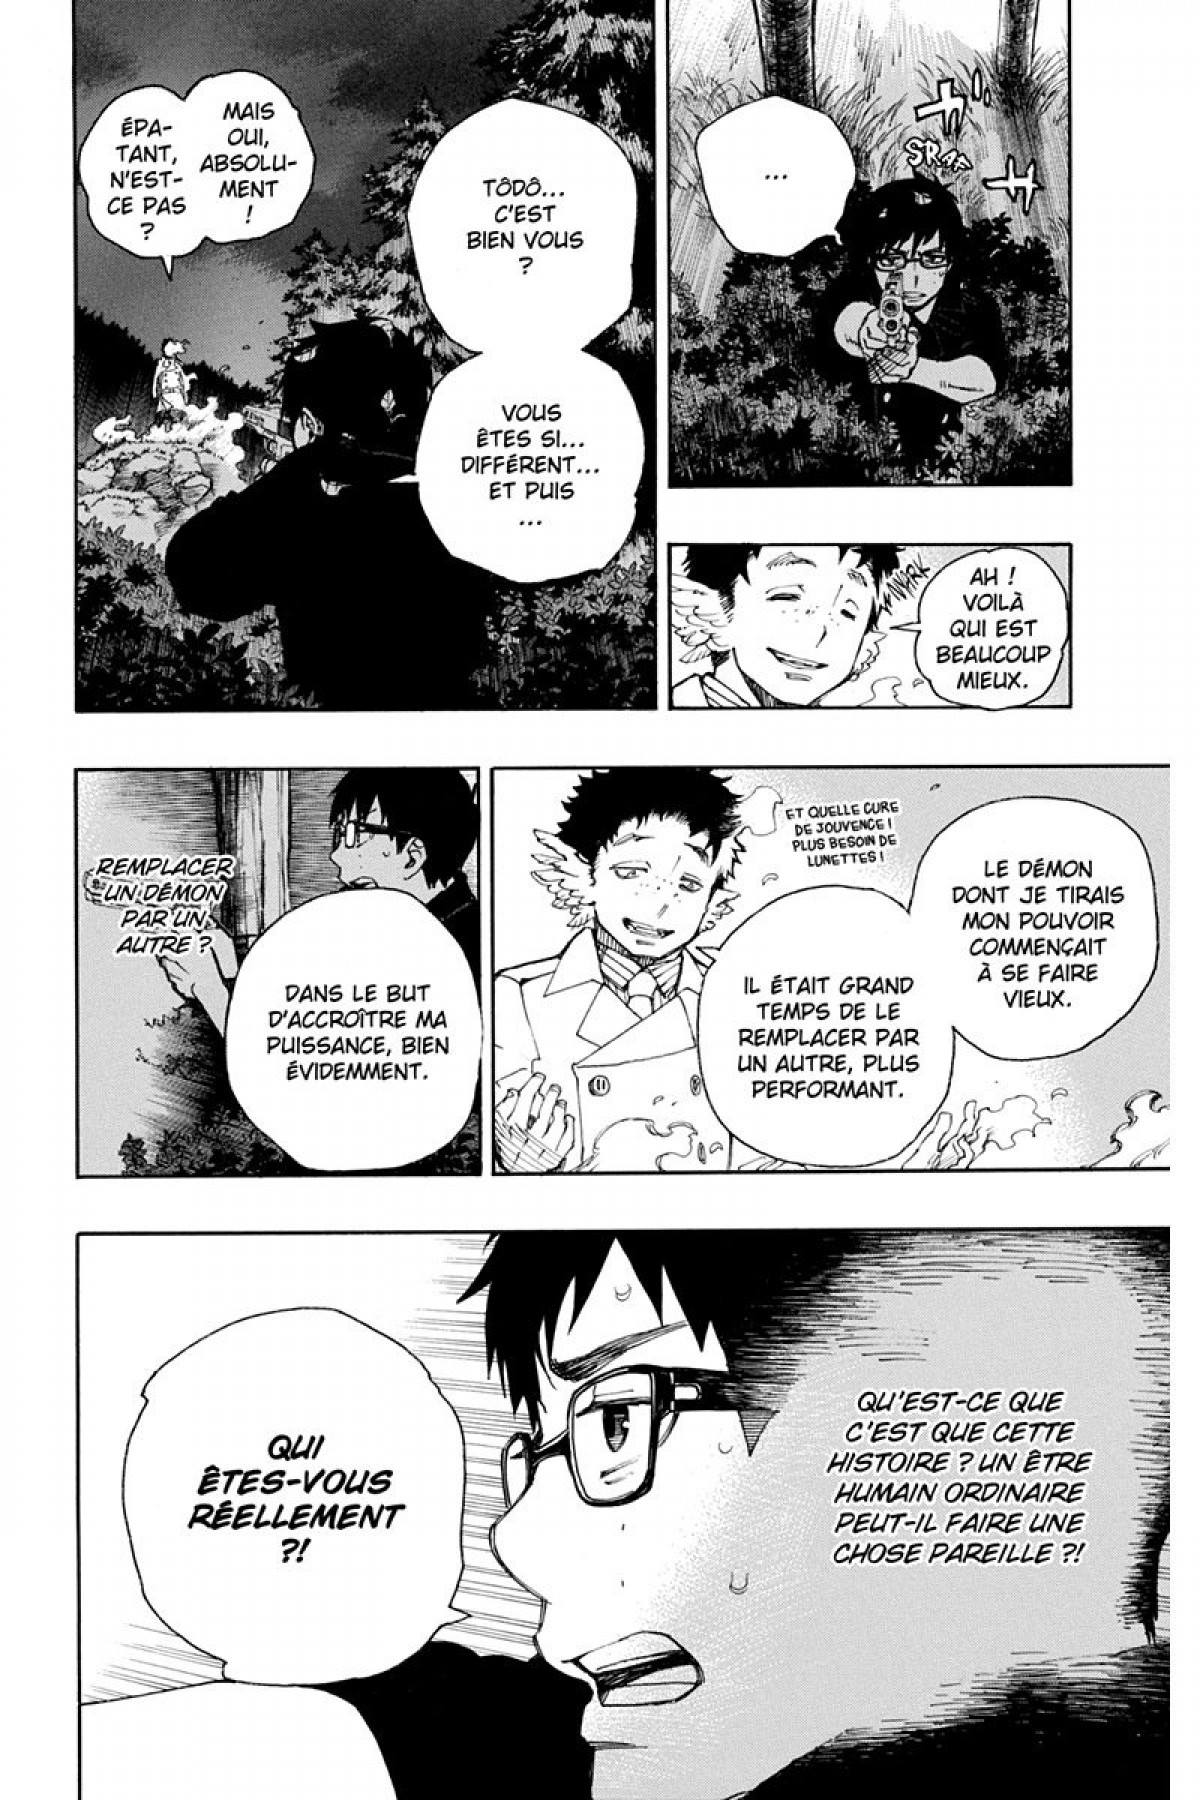 ...
SRAF
TÔDÔ...
C'EST
BIEN VOUS
?
VOUS
ÊTES SI...
DIFFÉRENT...
ET PUIS
...
MAIS
OUI,
ABSOLU-
MENT
!
ÉPA-
TANT,
N'EST-
CE PAS
?
AH !
VOILÀ
QUI EST
BEAUCOUP
MIEUX.
LE DÉMON
DONT JE TIRAIS
MON POUVOIR
COMMENÇAIT
À SE FAIRE
VIEUX.
IL ÉTAIT GRAND
TEMPS DE LE
REMPLACER PAR
UN AUTRE, PLUS
PERFORMANT.
ET QUELLE CURE
DE JOUVENCE !
PLUS BESOIN DE
LUNETTES !
DANS LE BUT
D'ACCROÎTRE MA
PUISSANCE, BIEN
ÉVIDEMMENT.
REMPLACER
UN DÉMON
PAR UN
AUTRE ?
QU'EST-CE QUE
C'EST QUE CETTE
HISTOIRE ? UN ÊTRE
HUMAIN ORDINAIRE
PEUT-IL FAIRE UNE
CHOSE PAREILLE ?!
QUI
ÊTES-VOUS
RÉELLEMENT
?!